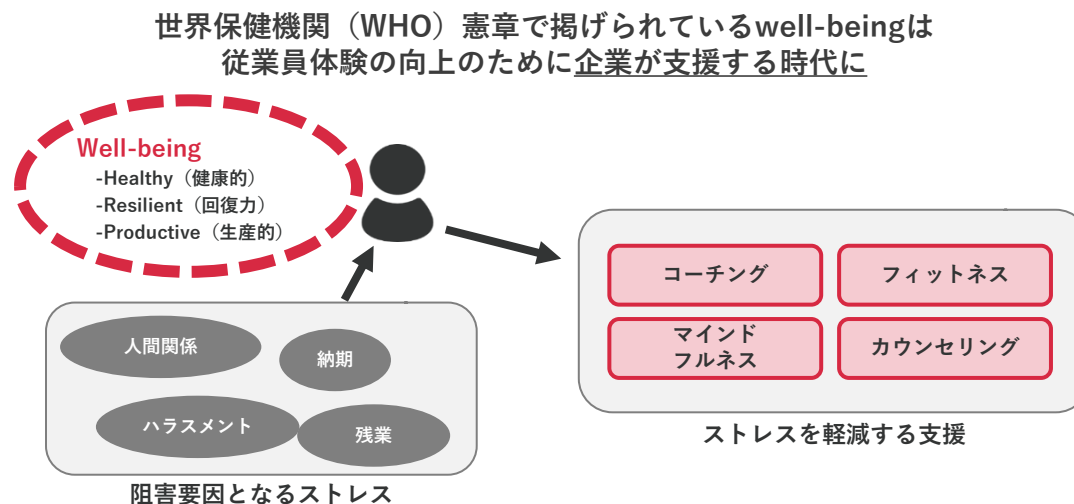 世界保健機関（WHO）憲章で掲げられているwell-beingは
従業員体験の向上のために企業が支援する時代に
Well-being
-Healthy（健康的）
-Resilient（回復力）
-Productive（生産的）
人間関係
納期
ハラスメント
残業
阻害要因となるストレス
コーチング
フィットネス
マインド
フルネス
カウンセリング
ストレスを軽減する支援